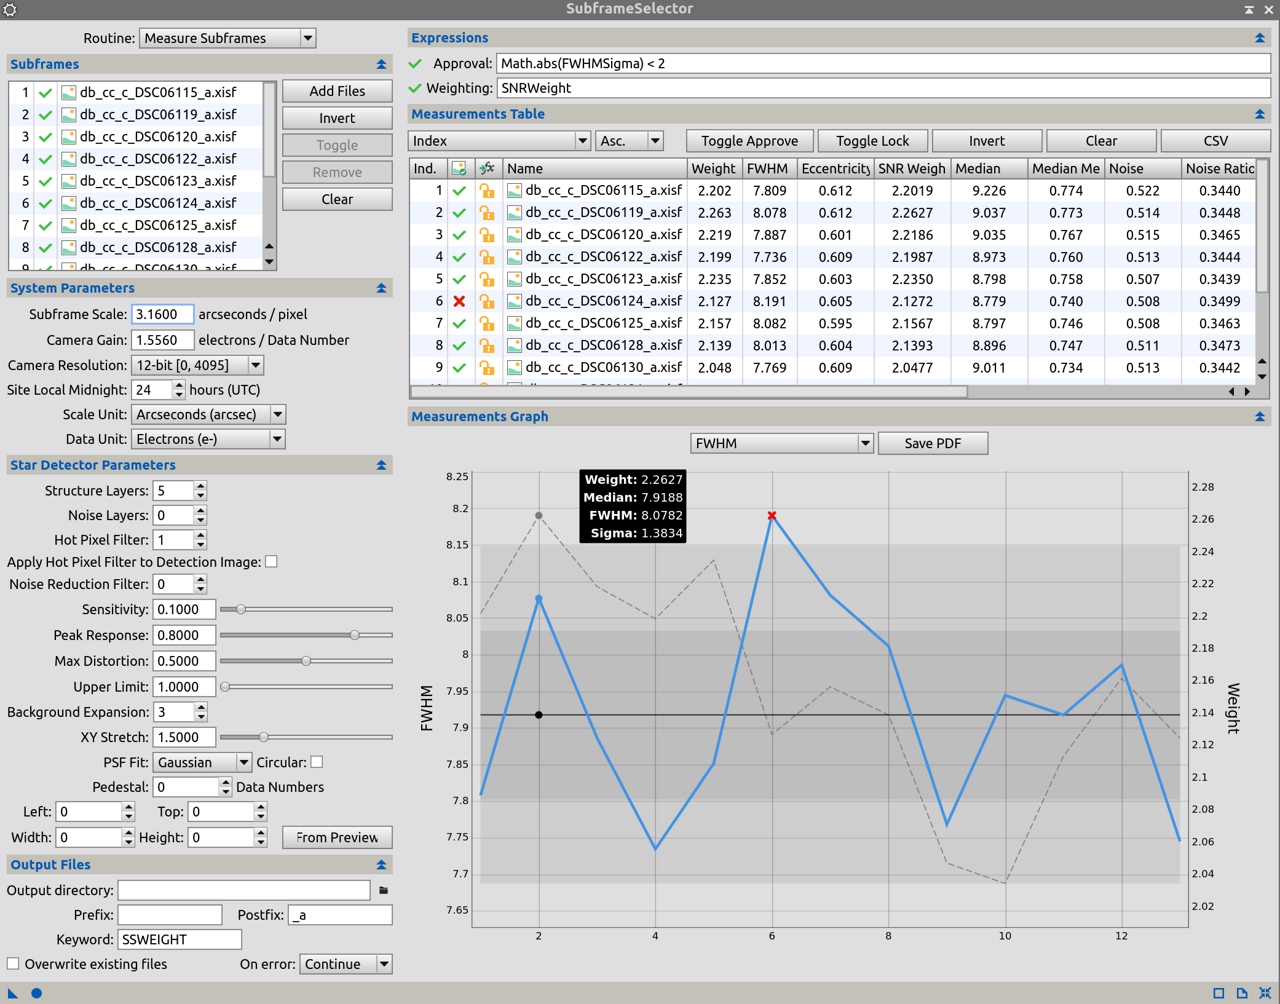 SubframeSelector
Routine: Measure Subframes
Subframes
1 db_cc_c_DSC06115_a.xisf
2 db_cc_c_DSC06119_a.xisf
3 db_cc_c_DSC06120_a.xisf
4 db_cc_c_DSC06122_a.xisf
5 db_cc_c_DSC06123_a.xisf
6 db_cc_c_DSC06124_a.xisf
7 db_cc_c_DSC06125_a.xisf
8 db_cc_c_DSC06128_a.xisf
9 db_cc_c_DSC06130_a.xisf
Add Files
Invert
Toggle
Remove
Clear
System Parameters
Subframe Scale: 3.1600 arcseconds / pixel
Camera Gain: 1.5560 electrons / Data Number
Camera Resolution: 12-bit [0, 4095]
Site Local Midnight: 24 hours (UTC)
Scale Unit: Arcseconds (arcsec)
Data Unit: Electrons (e-)
Star Detector Parameters
Structure Layers: 5
Noise Layers: 0
Hot Pixel Filter: 1
Apply Hot Pixel Filter to Detection Image:
Noise Reduction Filter: 0
Sensitivity: 0.1000
Peak Response: 0.8000
Max Distortion: 0.5000
Upper Limit: 1.0000
Background Expansion: 3
XY Stretch: 1.5000
PSF Fit: Gaussian Circular:
Pedestal: 0 Data Numbers
Left: 0 Top: 0
Width: 0 Height: 0 From Preview
Output Files
Output directory:
Prefix: Postfix: _a
Keyword: SSWEIGHT
Overwrite existing files On error: Continue
Expressions
Approval: Math.abs(FWHMSigma) < 2
Weighting: SNRWeight
Measurements Table
Index Asc. Toggle Approve Toggle Lock Invert Clear CSV
Ind. Name Weight FWHM Eccentricity SNR Weigh Median Median Me Noise Noise Ratio
1 db_cc_c_DSC06115_a.xisf 2.202 7.809 0.612 2.2019 9.226 0.774 0.522 0.3440
2 db_cc_c_DSC06119_a.xisf 2.263 8.078 0.612 2.2627 9.037 0.773 0.514 0.3448
3 db_cc_c_DSC06120_a.xisf 2.219 7.887 0.601 2.2186 9.035 0.767 0.515 0.3465
4 db_cc_c_DSC06122_a.xisf 2.199 7.736 0.609 2.1987 8.973 0.760 0.513 0.3444
5 db_cc_c_DSC06123_a.xisf 2.235 7.852 0.603 2.2350 8.798 0.758 0.507 0.3439
6 db_cc_c_DSC06124_a.xisf 2.127 8.191 0.605 2.1272 8.779 0.740 0.508 0.3499
7 db_cc_c_DSC06125_a.xisf 2.157 8.082 0.595 2.1567 8.797 0.746 0.508 0.3463
8 db_cc_c_DSC06128_a.xisf 2.139 8.013 0.604 2.1393 8.896 0.747 0.511 0.3473
9 db_cc_c_DSC06130_a.xisf 2.048 7.769 0.609 2.0477 9.011 0.734 0.513 0.3442
Measurements Graph
FWHM Save PDF
Weight: 2.2627
Median: 7.9188
FWHM: 8.0782
Sigma: 1.3834
8.25
8.2
8.15
8.1
8.05
8
7.95
7.9
7.85
7.8
7.75
7.7
7.65
FWHM
2.28
2.26
2.24
2.22
2.2
2.18
2.16
2.14
2.12
2.1
2.08
2.06
2.04
2.02
Weight
2 4 6 8 10 12